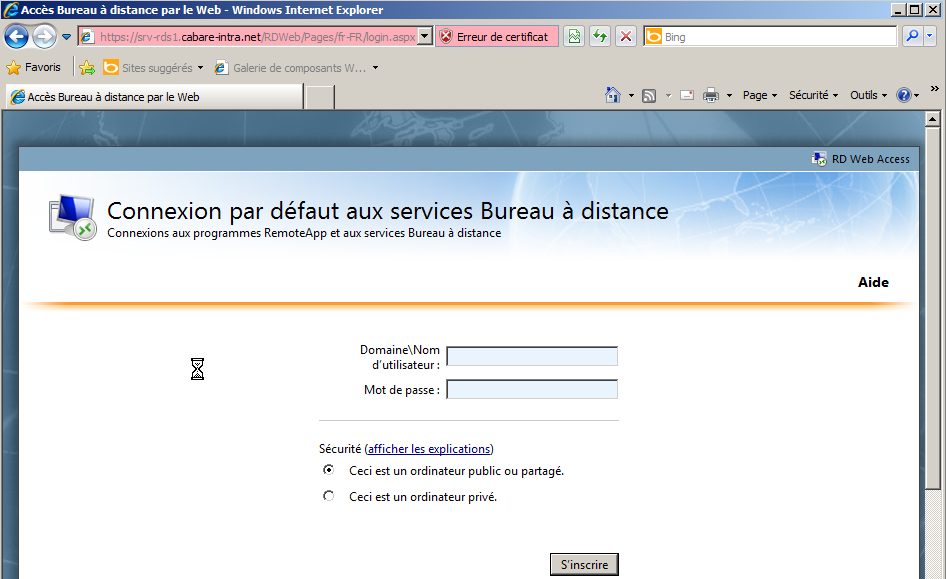 Accès Bureau à distance par le Web - Windows Internet Explorer
https://srv-rds1.cabare-intra.net/RDWeb/Pages/fr-FR/login.aspx
Erreur de certificat
Bing
Favoris
Sites suggérés
Galerie de composants W...
Accès Bureau à distance par le Web
Page
Sécurité
Outils
RD Web Access
Connexion par défaut aux services Bureau à distance
Connexions aux programmes RemoteApp et aux services Bureau à distance
Aide
Domaine\Nom
d'utilisateur :
Mot de passe :
Sécurité (afficher les explications)
Ceci est un ordinateur public ou partagé.
Ceci est un ordinateur privé.
S'inscrire